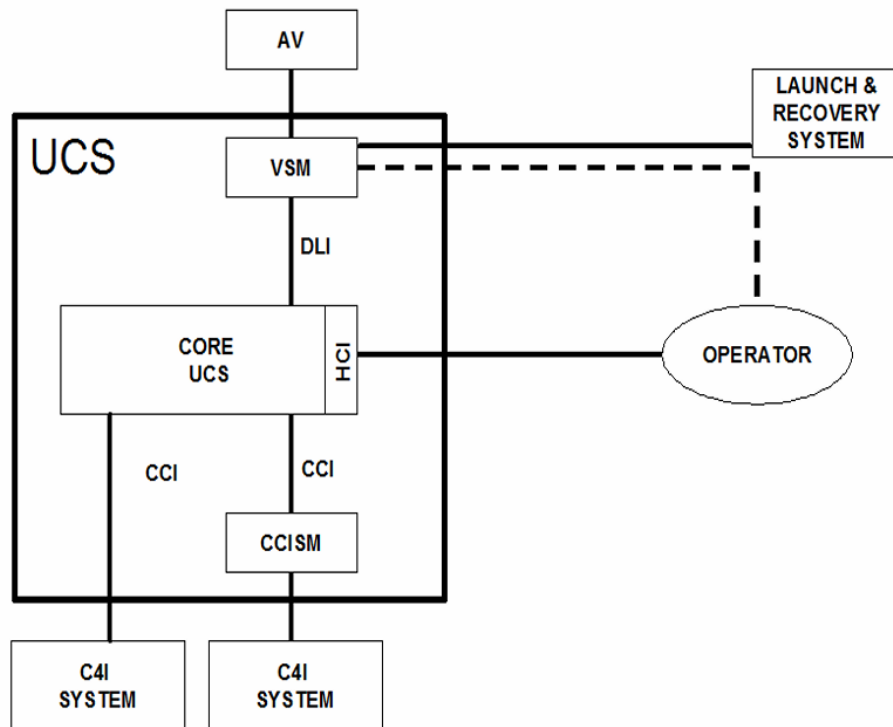 AV
LAUNCH &
RECOVERY
SYSTEM
UCS
VSM
DLI
CORE
UCS
HCI
OPERATOR
CCI
CCI
CCISM
C4I
SYSTEM
C4I
SYSTEM